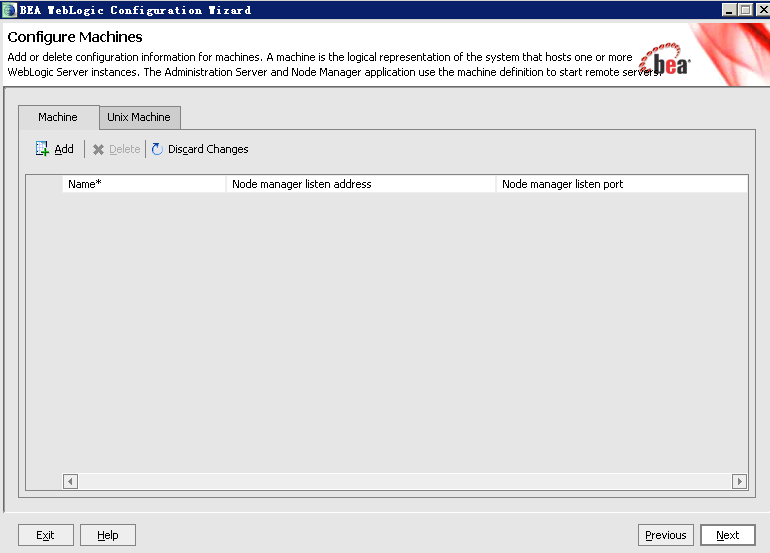 BEA WebLogic Configuration Wizard
Configure Machines
Add or delete configuration information for machines. A machine is the logical representation of the system that hosts one or more
WebLogic Server instances. The Administration Server and Node Manager application use the machine definition to start remote servers.
bea
Machine Unix Machine
Add Delete Discard Changes
Name* Node manager listen address Node manager listen port
Exit Help Previous Next